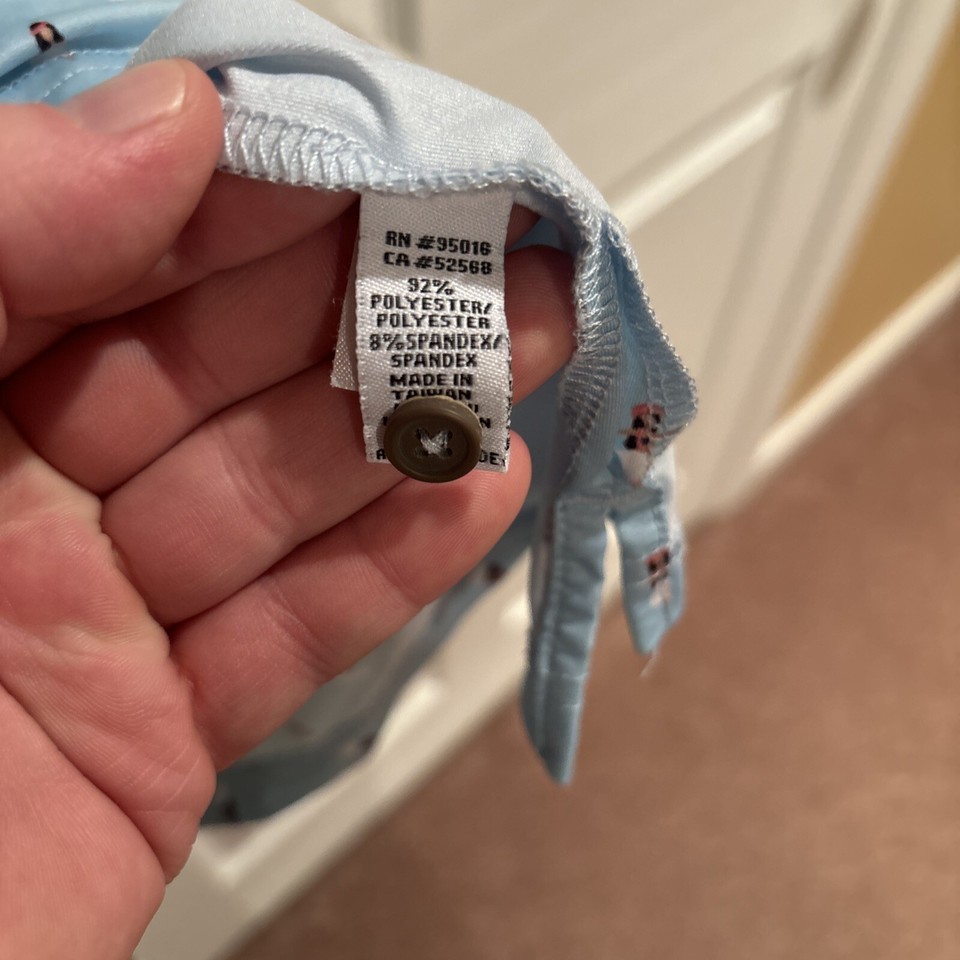 RN #95016
CA #52568
92%
POLYESTER/
POLYESTER
8%SPANDEX/
SPANDEX
MADE IN
TAIWAN